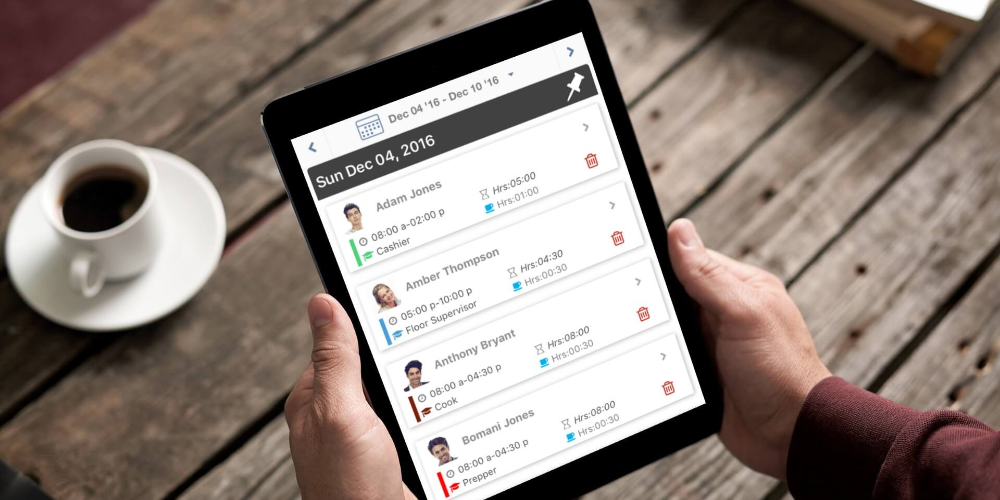 Dec 04 '16 - Dec 10 '16
Sun Dec 04, 2016
Adam Jones
08:00 a-02:00 p
Hrs:05:00
Cashier
Hrs:01:00
Amber Thompson
05:00 p-10:00 p
Hrs:04:30
Floor Supervisor
Hrs:00:30
Anthony Bryant
08:00 a-04:30 p
Hrs:08:00
Cook
Hrs:00:30
Bomani Jones
08:00 a-04:30 p
Hrs:08:00
Prepper
Hrs:00:30